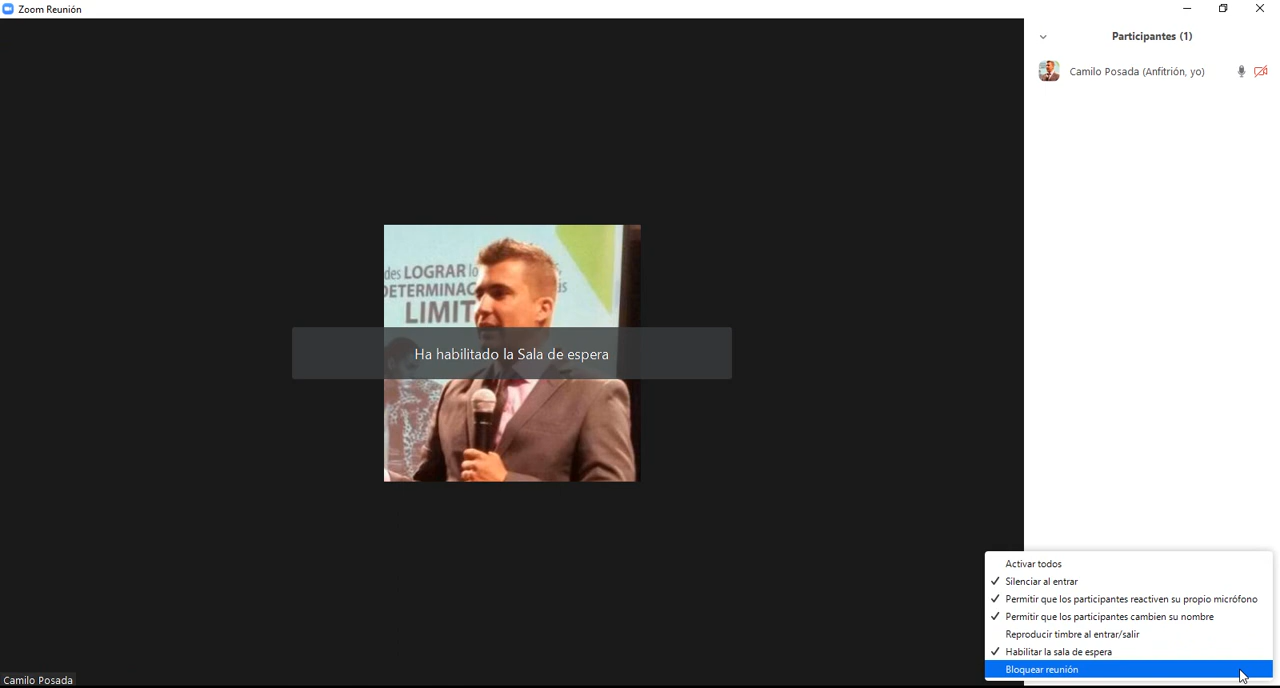 Zoom Reunión
Participantes (1)
Camilo Posada (Anfitrión, yo)
des LOGRAR lo
DETERMINAC is
LIMIT
Ha habilitado la Sala de espera
Activar todos
Silenciar al entrar
Permitir que los participantes reactiven su propio micrófono
Permitir que los participantes cambien su nombre
Reproducir timbre al entrar/salir
Habilitar la sala de espera
Bloquear reunión
Camilo Posada